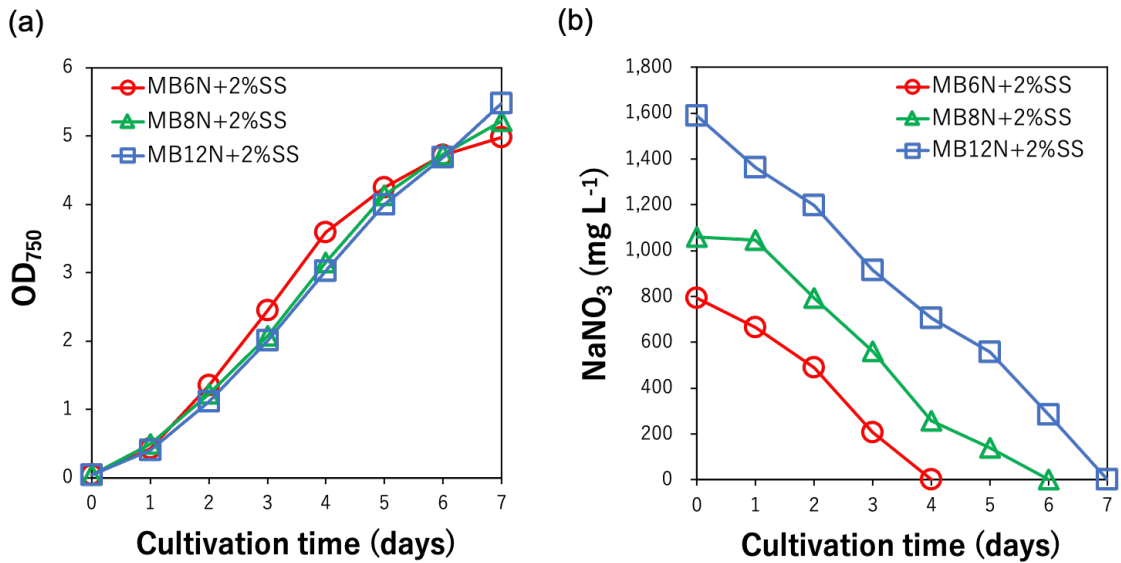 (a)
OD750
6
5
4
3
2
1
0
MB6N+2%SS
MB8N+2%SS
MB12N+2%SS
0 1 2 3 4 5 6 7
Cultivation time (days)
(b)
NaNO3 (mg L-1)
1,800
1,600
1,400
1,200
1,000
800
600
400
200
0
MB6N+2%SS
MB8N+2%SS
MB12N+2%SS
0 1 2 3 4 5 6 7
Cultivation time (days)